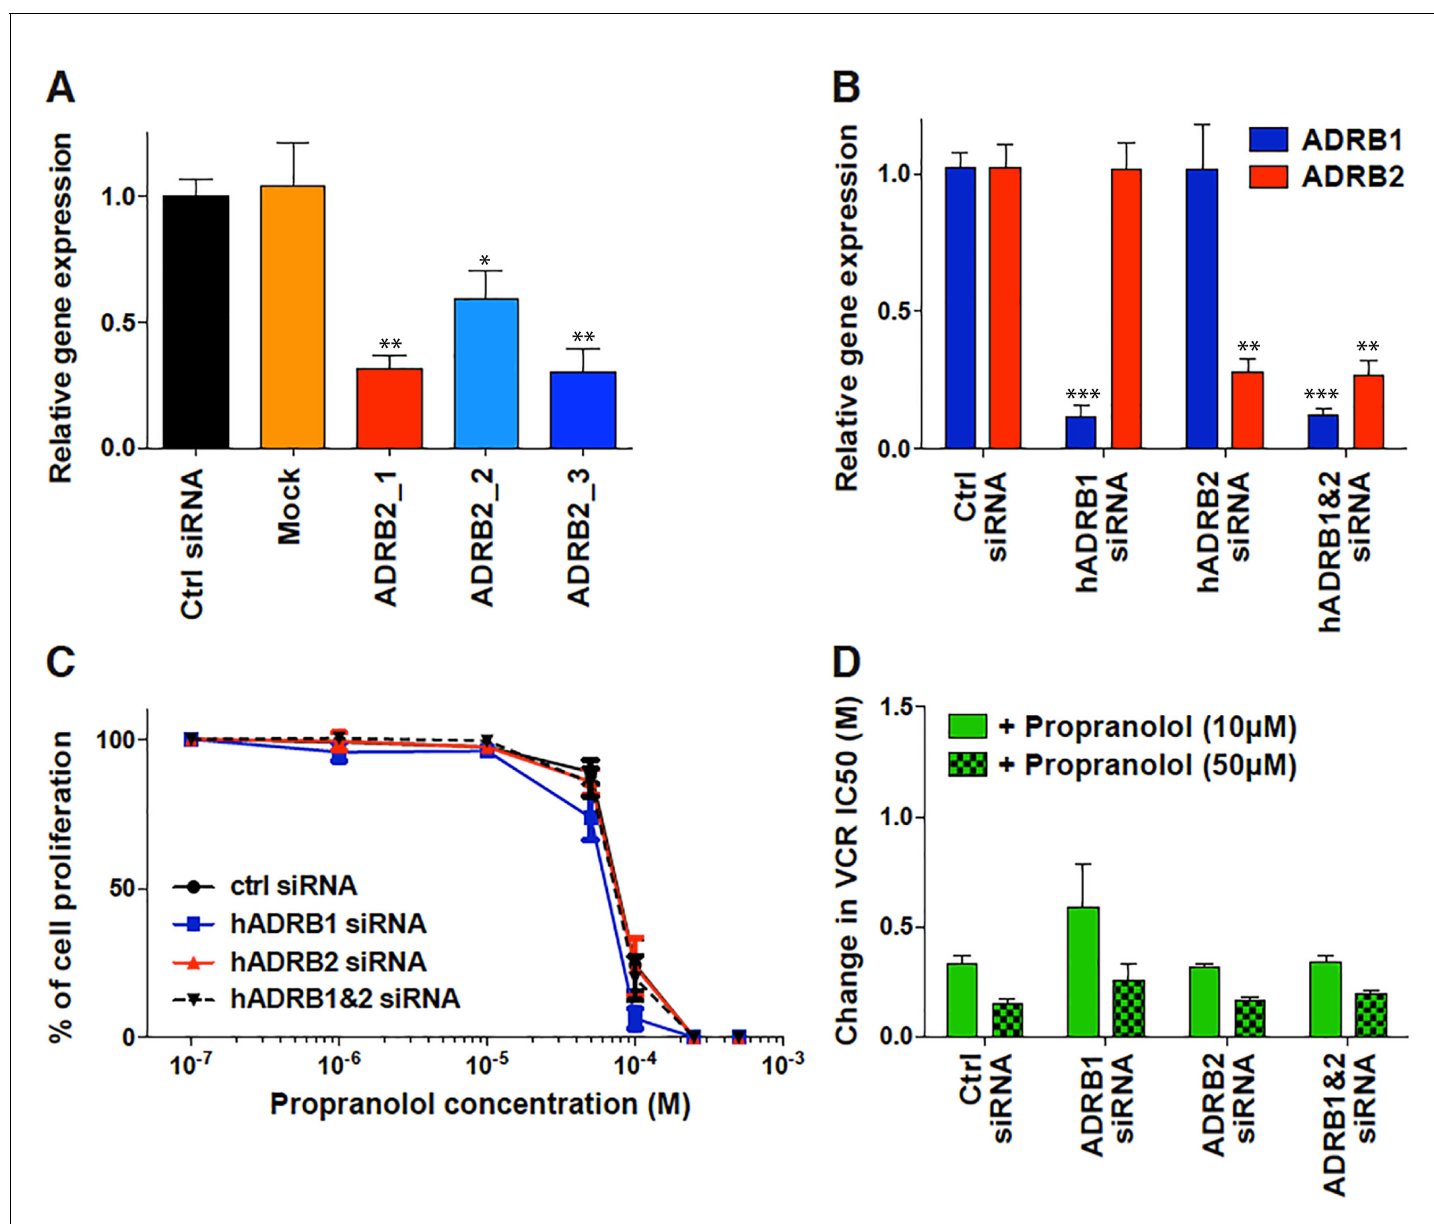 A
Relative gene expression
1.0
0.5
0.0
**
*
**
Ctrl siRNA
Mock
ADRB2_1
ADRB2_2
ADRB2_3
B
Relative gene expression
1.0
0.5
0.0
ADRB1
ADRB2
***
**
***
**
Ctrl
siRNA
hADRB1
siRNA
hADRB2
siRNA
hADRB1&2
siRNA
C
% of cell proliferation
100
50
0
ctrl siRNA
hADRB1 siRNA
hADRB2 siRNA
hADRB1&2 siRNA
10-7
10-6
10-5
10-4
10-3
Propranolol concentration (M)
D
Change in VCR IC50 (M)
1.5
1.0
0.5
0.0
+ Propranolol (10µM)
+ Propranolol (50µM)
Ctrl
siRNA
ADRB1
siRNA
ADRB2
siRNA
ADRB1&2
siRNA